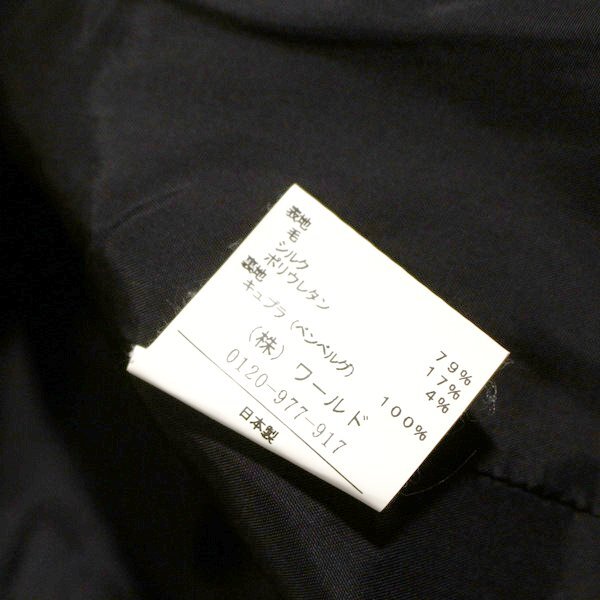 表地
毛 79%
シルク 17%
ポリウレタン 4%
裏地
キュプラ (ベンベルグ) 100%
(株) ワールド
0120-977-917
日本製